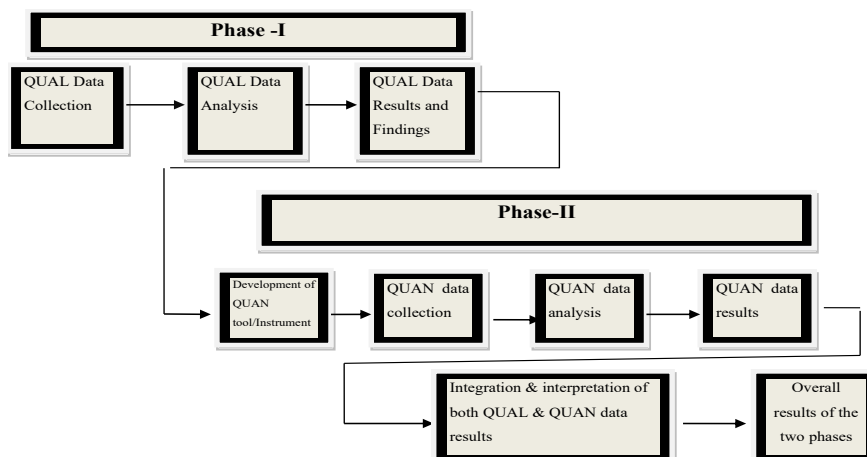 Phase -I
QUAL Data
Collection
QUAL Data
Analysis
QUAL Data
Results and
Findings
Phase-II
Development of
QUAN
tool/Instrument
QUAN data
collection
QUAN data
analysis
QUAN data
results
Integration & interpretation of
both QUAL & QUAN data
results
Overall
results of the
two phases